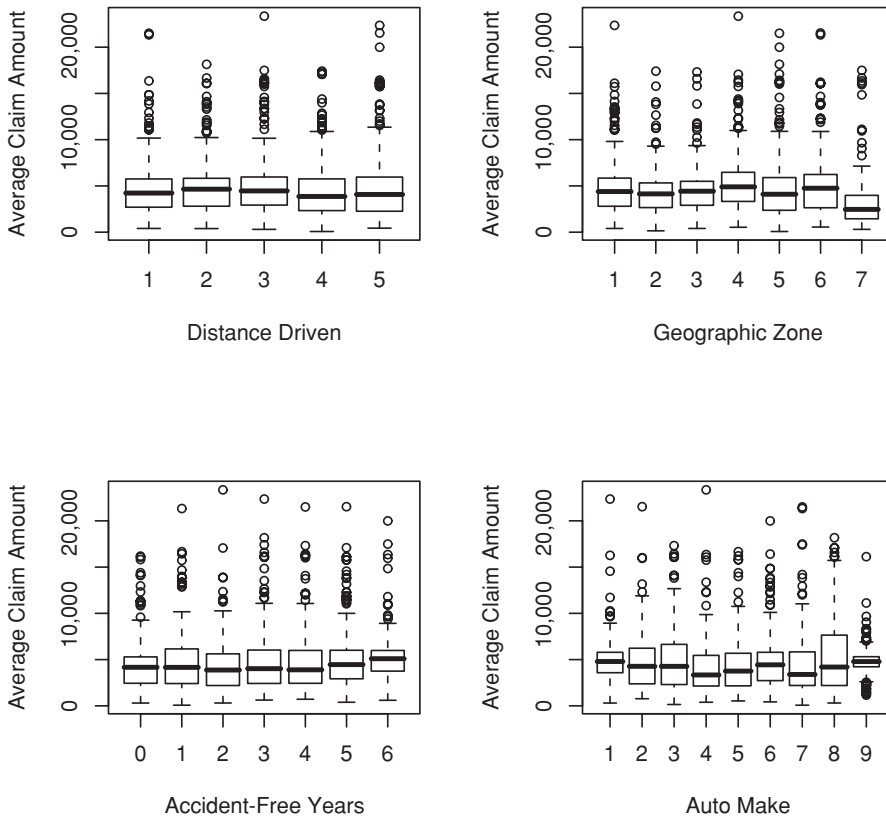 Average Claim Amount
20,000
10,000
0
1 2 3 4 5
Distance Driven
Average Claim Amount
20,000
10,000
0
1 2 3 4 5 6 7
Geographic Zone
Average Claim Amount
20,000
10,000
0
0 1 2 3 4 5 6
Accident-Free Years
Average Claim Amount
20,000
10,000
0
1 2 3 4 5 6 7 8 9
Auto Make